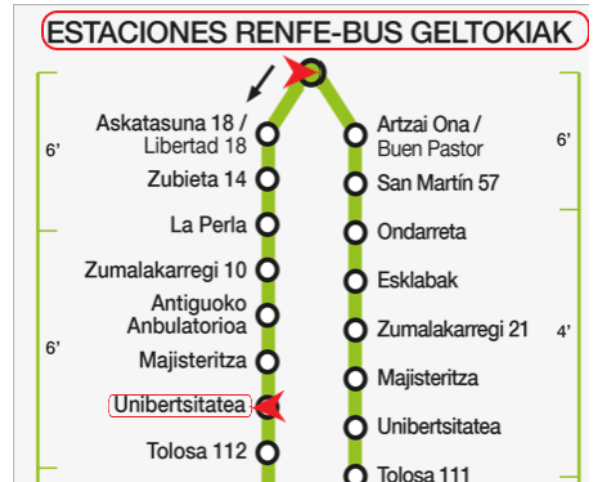 ESTACIONES RENFE-BUS GELTOKIAK
6’
Askatasuna 18 /
Libertad 18
Zubieta 14
La Perla
Zumalakarregi 10
Antiguoko
Anbulatorioa
6’
Majisteritza
Unibertsitatea
Tolosa 112
Artzai Ona /
Buen Pastor
6’
San Martín 57
Ondarreta
Esklabak
Zumalakarregi 21
4’
Majisteritza
Unibertsitatea
Tolosa 111